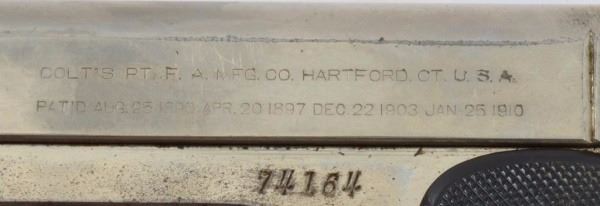 COLT'S PT. F. A. MFG. CO. HARTFORD. CT. U. S. A.
PAT'D AUG. 25 1896 APR. 20 1897 DEC. 22 1903 JAN. 25 1910
74164